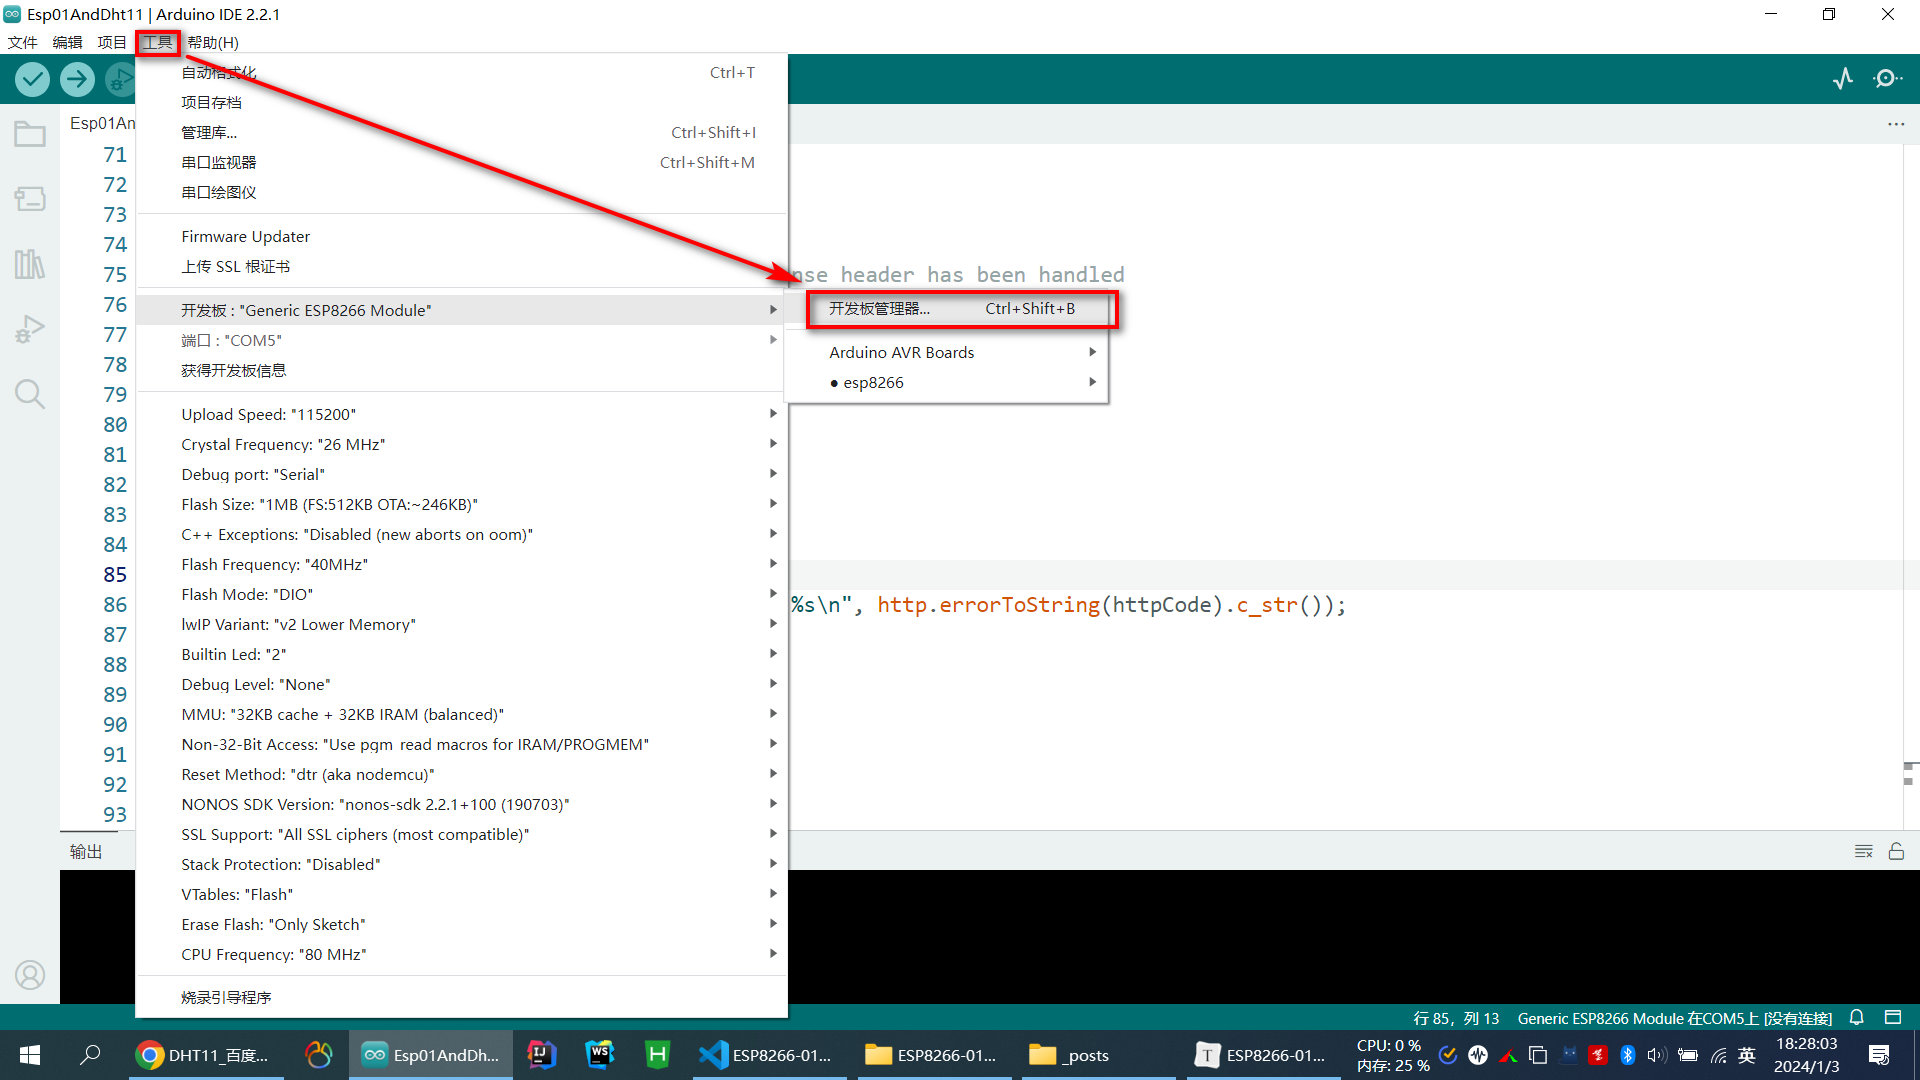 Esp01AndDht11 | Arduino IDE 2.2.1
文件 编辑 项目 工具 帮助(H)
自动格式化 Ctrl+T
项目存档
管理库... Ctrl+Shift+I
串口监视器 Ctrl+Shift+M
串口绘图仪
Firmware Updater
上传 SSL 根证书
开发板 : "Generic ESP8266 Module"
端口 : "COM5"
获得开发板信息
Upload Speed: "115200"
Crystal Frequency: "26 MHz"
Debug port: "Serial"
Flash Size: "1MB (FS:512KB OTA:~246KB)"
C++ Exceptions: "Disabled (new aborts on oom)"
Flash Frequency: "40MHz"
Flash Mode: "DIO"
lwIP Variant: "v2 Lower Memory"
Builtin Led: "2"
Debug Level: "None"
MMU: "32KB cache + 32KB IRAM (balanced)"
Non-32-Bit Access: "Use pgm_read macros for IRAM/PROGMEM"
Reset Method: "dtr (aka nodemcu)"
NONOS SDK Version: "nonos-sdk 2.2.1+100 (190703)"
SSL Support: "All SSL ciphers (most compatible)"
Stack Protection: "Disabled"
VTables: "Flash"
Erase Flash: "Only Sketch"
CPU Frequency: "80 MHz"
烧录引导程序
开发板管理器... Ctrl+Shift+B
Arduino AVR Boards
● esp8266
Esp01An
71
72
73
74
75 nse header has been handled
76
77
78
79
80
81
82
83
84
85
86 %s\n", http.errorToString(httpCode).c_str());
87
88
89
90
91
92
93
输出
行 85，列 13 Generic ESP8266 Module 在COM5上 [没有连接]
DHT11_百度...
Esp01AndDh...
IJ
WS
H
ESP8266-01...
ESP8266-01...
_posts
T
ESP8266-01...
CPU: 0 %
内存: 25 %
英
18:28:03
2024/1/3